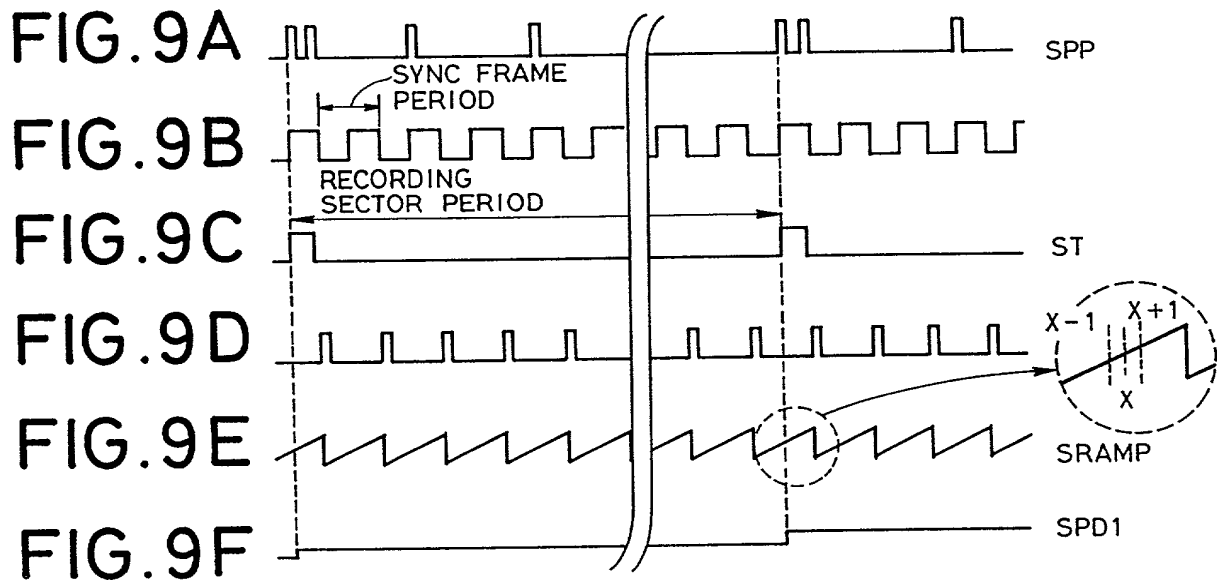 FIG.9A
SPP
SYNC FRAME
PERIOD
FIG.9B
RECORDING
SECTOR PERIOD
FIG.9C
ST
FIG.9D
X-1
X+1
X
FIG.9E
SRAMP
FIG.9F
SPD1